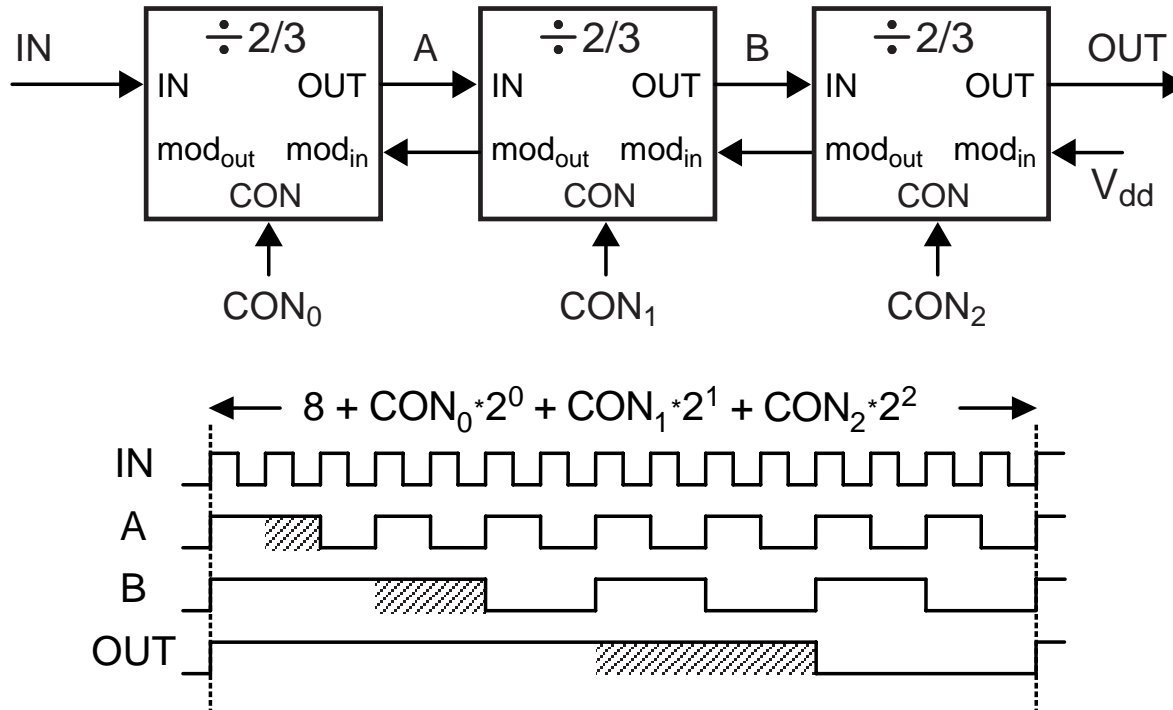 ÷2/3 ÷2/3 ÷2/3
IN A B OUT
IN OUT IN OUT IN OUT
mod_out mod_in mod_out mod_in mod_out mod_in
V_dd
CON CON CON
CON_0 CON_1 CON_2
8 + CON_0*2^0 + CON_1*2^1 + CON_2*2^2
IN
A
B
OUT